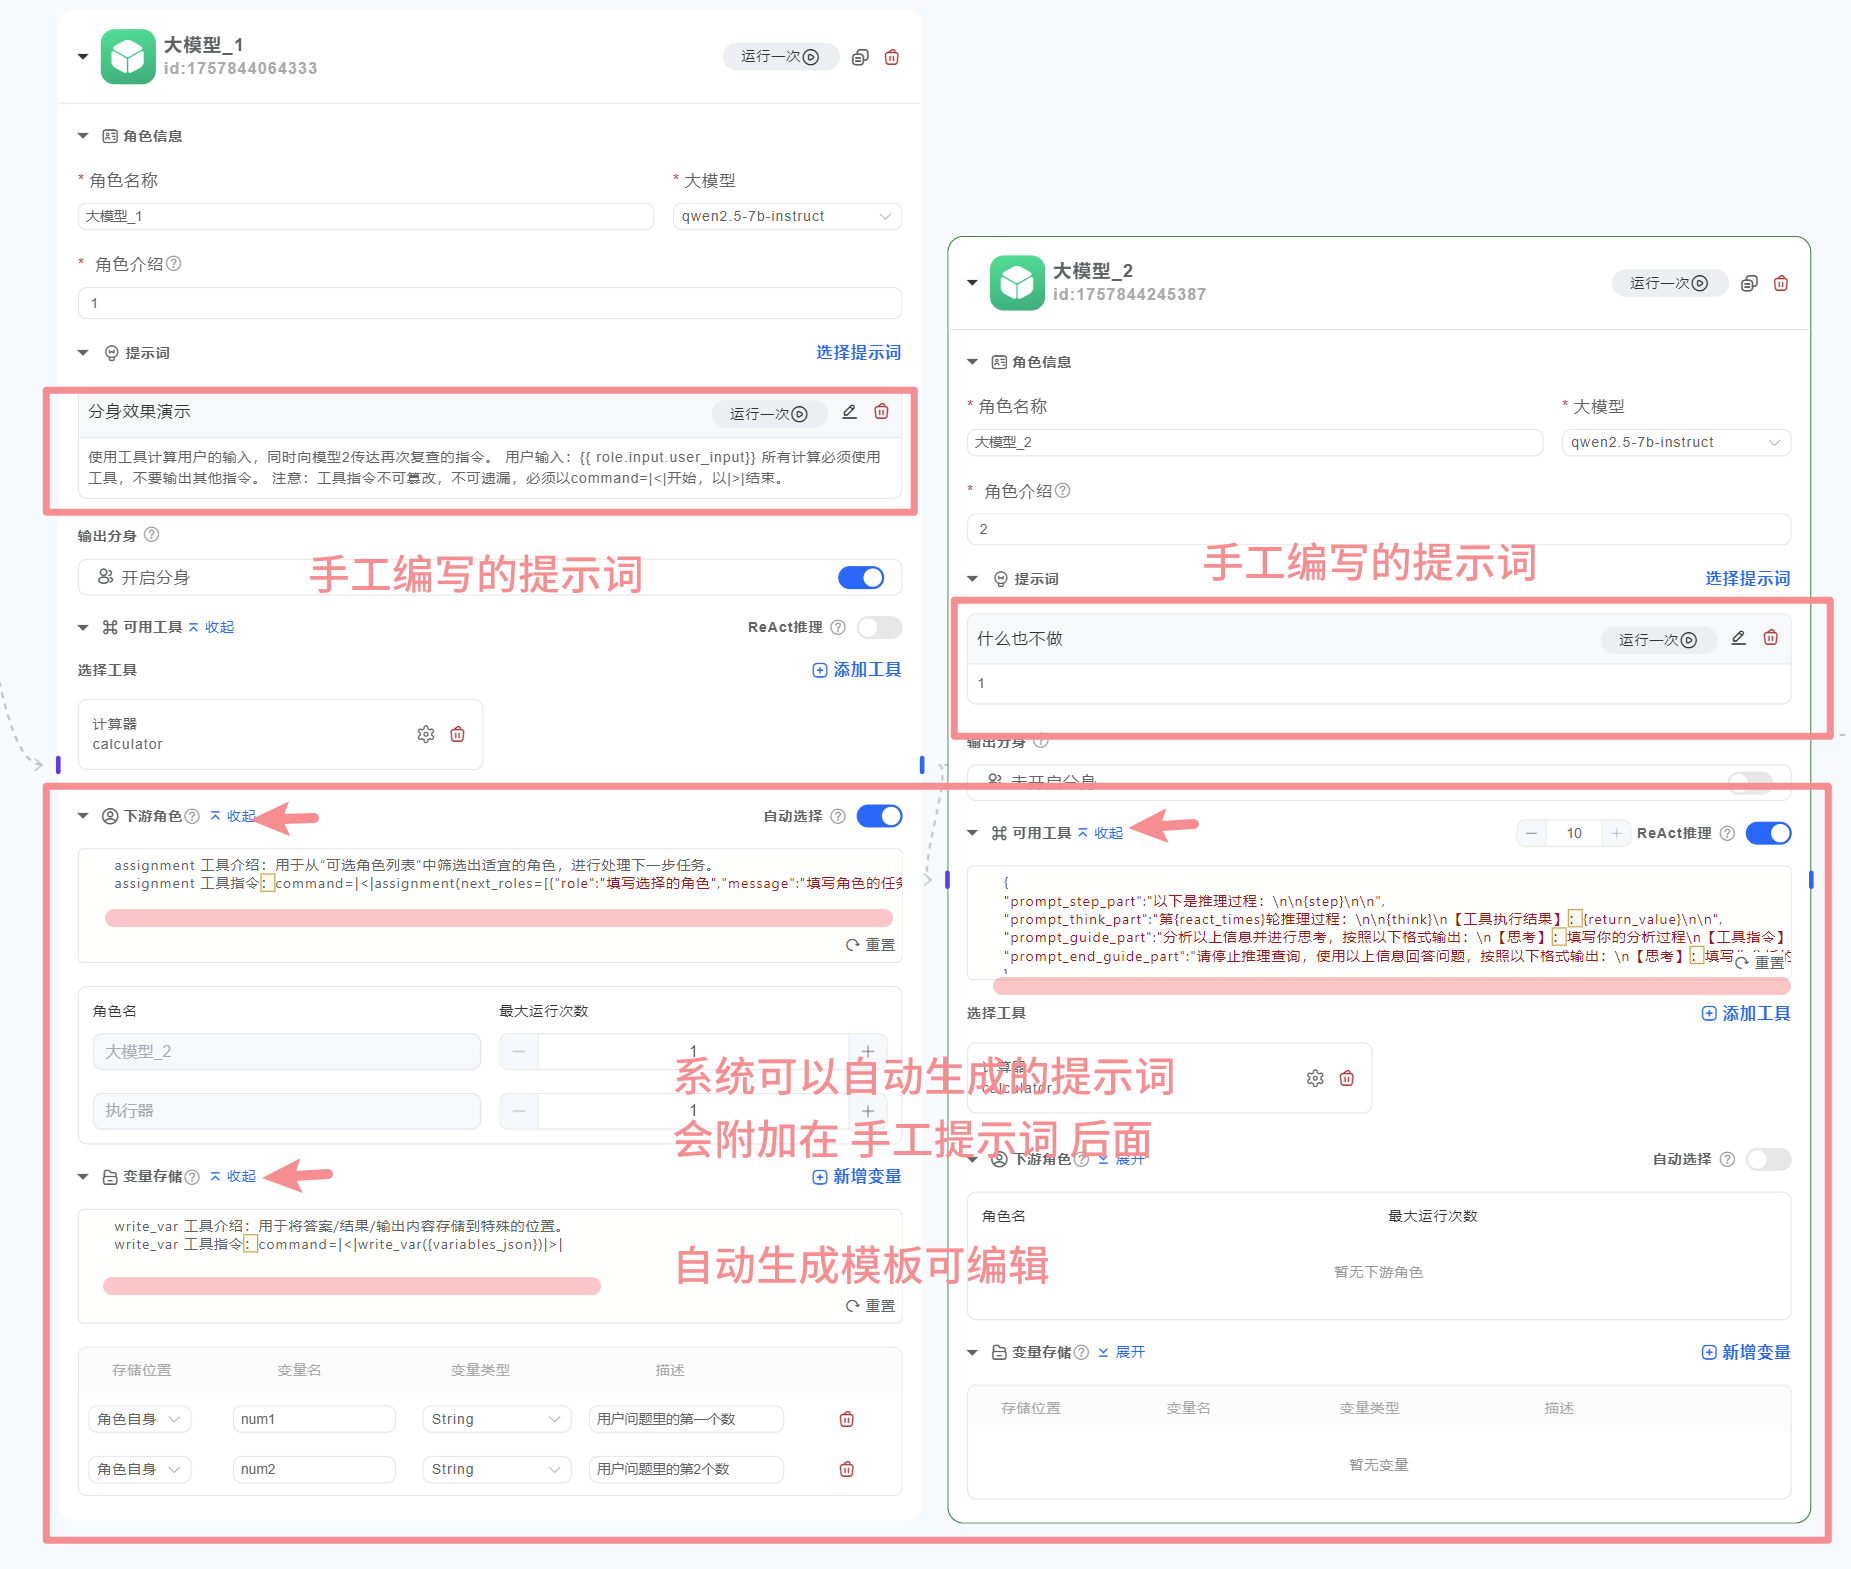 大模型_1
id:1757844064333
运行一次
角色信息
* 角色名称
* 大模型
大模型_1
qwen2.5-7b-instruct
* 角色介绍
1
提示词
选择提示词
分身效果演示
运行一次
使用工具计算用户的输入，同时向模型2传达再次复查的指令。 用户输入：{{ role.input.user_input}} 所有计算必须使用
工具，不要输出其他指令。 注意：工具指令不可篡改，不可遗漏，必须以command=|<|开始，以|>|结束。
输出分身
开启分身
手工编写的提示词
可用工具
收起
ReAct推理
选择工具
添加工具
计算器
calculator
下游角色
收起
自动选择
assignment 工具介绍：用于从“可选角色列表”中筛选出适宜的角色，进行处理下一步任务。
assignment 工具指令：command=|<|assignment(next_roles=[{"role":"填写选择的角色","message":"填写角色的任务
重置
角色名
最大运行次数
大模型_2
1
执行器
1
变量存储
收起
新增变量
write_var 工具介绍：用于将答案/结果/输出内容存储到特殊的位置。
write_var 工具指令：command=|<|write_var({variables_json})|>|
重置
存储位置
变量名
变量类型
描述
角色自身
num1
String
用户问题里的第一个数
角色自身
num2
String
用户问题里的第2个数
大模型_2
id:1757844245387
运行一次
角色信息
* 角色名称
* 大模型
大模型_2
qwen2.5-7b-instruct
* 角色介绍
2
手工编写的提示词
提示词
选择提示词
什么也不做
运行一次
1
输出分身
未开启分身
可用工具
收起
10
ReAct推理
{
"prompt_step_part":"以下是推理过程：\n\n{step}\n\n",
"prompt_think_part":"第{react_times}轮推理过程：\n\n{think}\n【工具执行结果】：{return_value}\n\n",
"prompt_guide_part":"分析以上信息并进行思考，按照以下格式输出：\n【思考】：填写你的分析过程\n【工具指令】
"prompt_end_guide_part":"请停止推理查询，使用以上信息回答问题，按照以下格式输出：\n【思考】：填写
重置
选择工具
添加工具
计算器
calculator
系统可以自动生成的提示词
会附加在 手工提示词 后面
下游角色
展开
自动选择
角色名
最大运行次数
自动生成模板可编辑
暂无下游角色
变量存储
展开
新增变量
存储位置
变量名
变量类型
描述
暂无变量